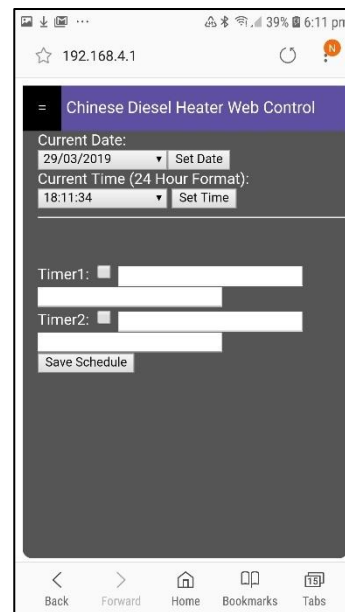 39% 6:11 pm
192.168.4.1
N
= Chinese Diesel Heater Web Control
Current Date:
29/03/2019 Set Date
Current Time (24 Hour Format):
18:11:34 Set Time
Timer1:
Timer2:
Save Schedule
15
Back Forward Home Bookmarks Tabs